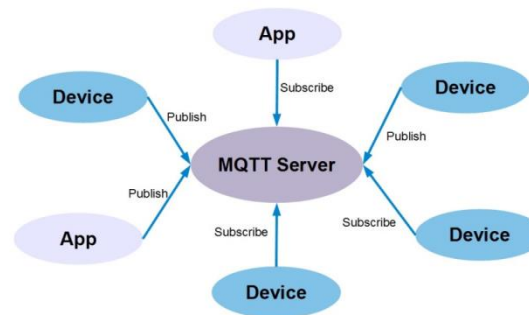 App
Subscribe
Device
Publish
Device
Publish
MQTT Server
Publish
Subscribe
App
Subscribe
Device
Device